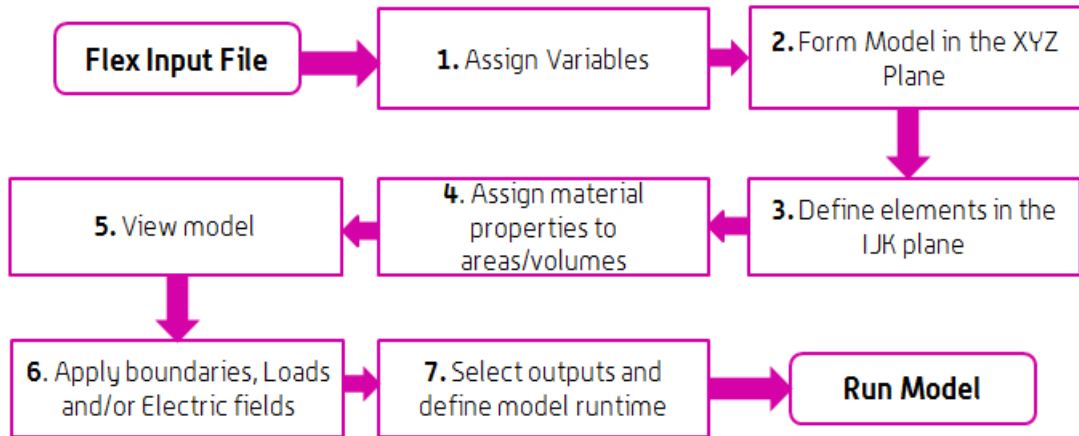 Flex Input File
1. Assign Variables
2. Form Model in the XYZ
Plane
3. Define elements in the
IJK plane
4. Assign material
properties to
areas/volumes
5. View model
6. Apply boundaries, Loads
and/or Electric fields
7. Select outputs and
define model runtime
Run Model